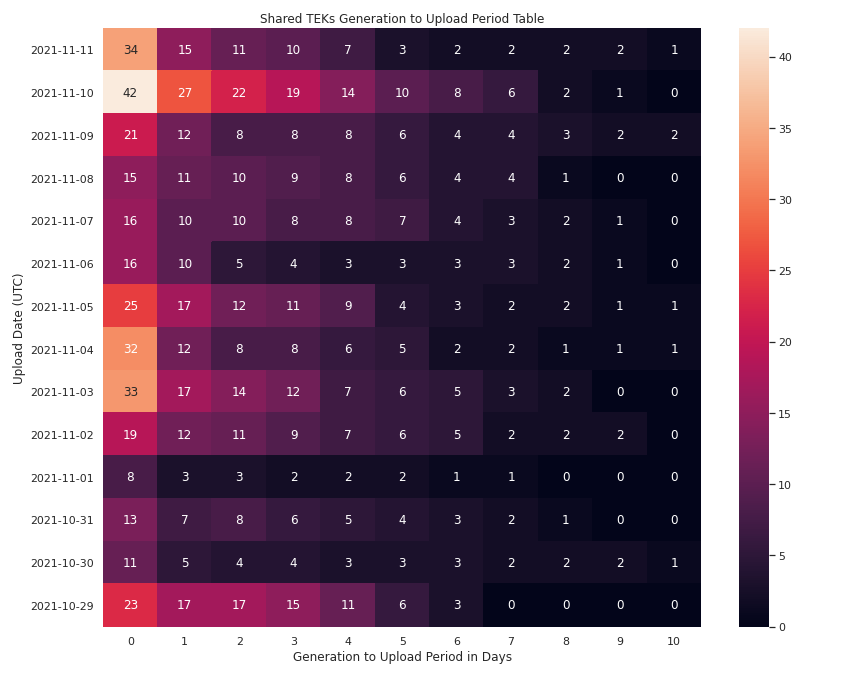 Shared TEKs Generation to Upload Period Table
Upload Date (UTC)
2021-11-11 34 15 11 10 7 3 2 2 2 2 1
2021-11-10 42 27 22 19 14 10 8 6 2 1 0
2021-11-09 21 12 8 8 8 6 4 4 3 2 2
2021-11-08 15 11 10 9 8 6 4 4 1 0 0
2021-11-07 16 10 10 8 8 7 4 3 2 1 0
2021-11-06 16 10 5 4 3 3 3 3 2 1 0
2021-11-05 25 17 12 11 9 4 3 2 2 1 1
2021-11-04 32 12 8 8 6 5 2 2 1 1 1
2021-11-03 33 17 14 12 7 6 5 3 2 0 0
2021-11-02 19 12 11 9 7 6 5 2 2 2 0
2021-11-01 8 3 3 2 2 2 1 1 0 0 0
2021-10-31 13 7 8 6 5 4 3 2 1 0 0
2021-10-30 11 5 4 4 3 3 3 2 2 2 1
2021-10-29 23 17 17 15 11 6 3 0 0 0 0
0 1 2 3 4 5 6 7 8 9 10
Generation to Upload Period in Days
40
35
30
25
20
15
10
5
0